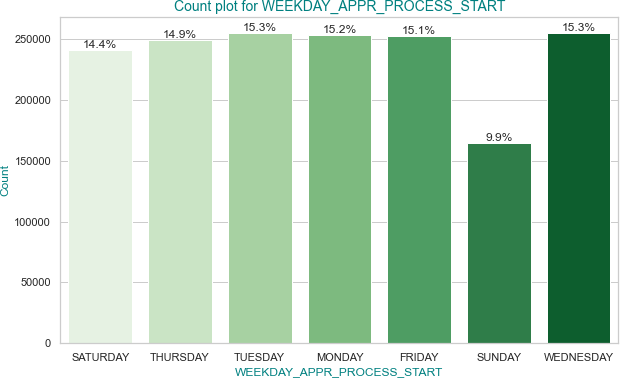 Count plot for WEEKDAY_APPR_PROCESS_START
Count
250000
200000
150000
100000
50000
0
14.4%
14.9%
15.3%
15.2%
15.1%
9.9%
15.3%
SATURDAY
THURSDAY
TUESDAY
MONDAY
FRIDAY
SUNDAY
WEDNESDAY
WEEKDAY_APPR_PROCESS_START